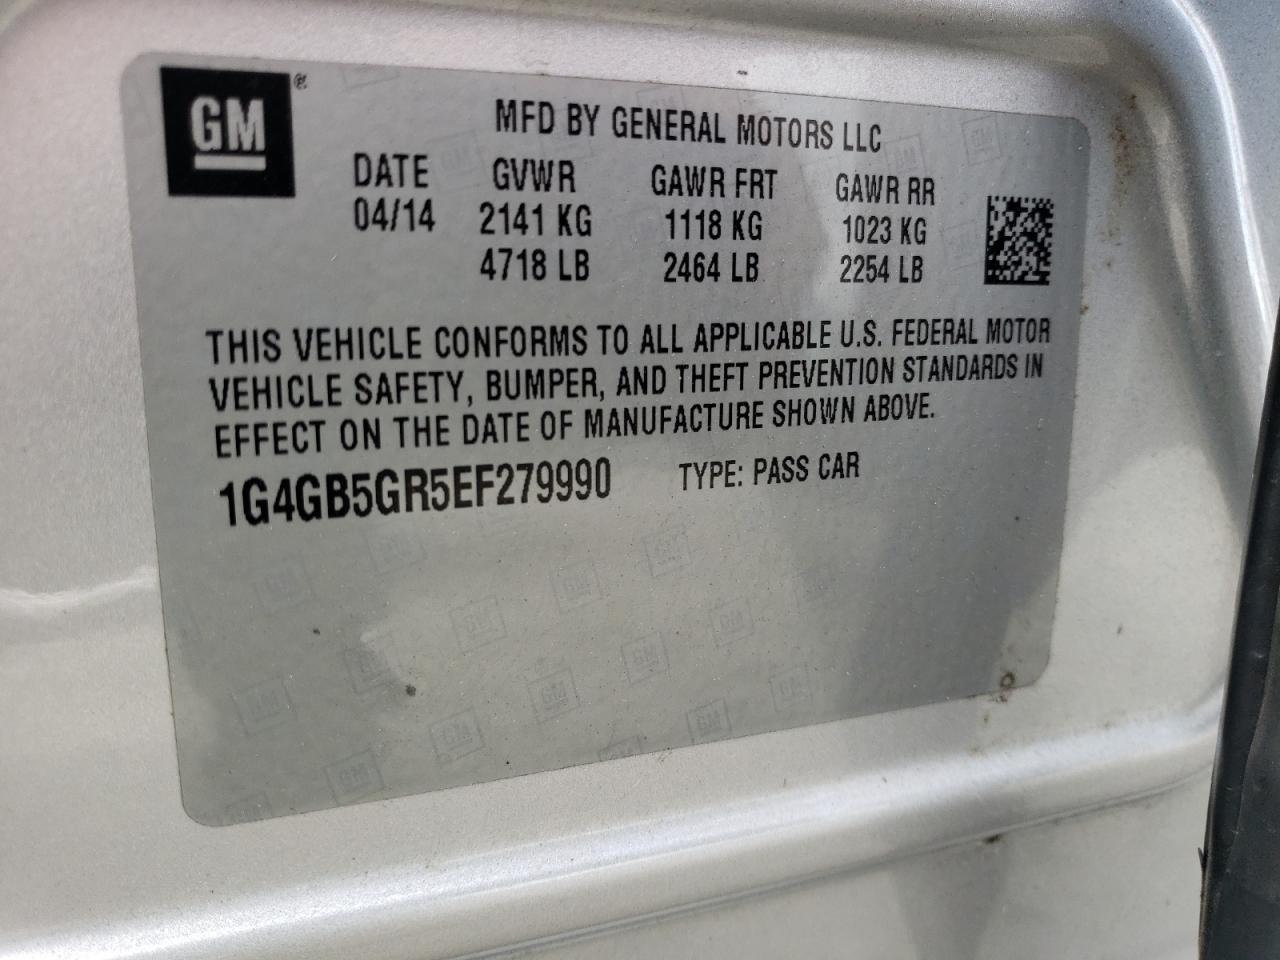 GM®
MFD BY GENERAL MOTORS LLC
DATE GVWR GAWR FRT GAWR RR
04/14 2141 KG 1118 KG 1023 KG
4718 LB 2464 LB 2254 LB
THIS VEHICLE CONFORMS TO ALL APPLICABLE U.S. FEDERAL MOTOR
VEHICLE SAFETY, BUMPER, AND THEFT PREVENTION STANDARDS IN
EFFECT ON THE DATE OF MANUFACTURE SHOWN ABOVE.
1G4GB5GR5EF279990 TYPE: PASS CAR